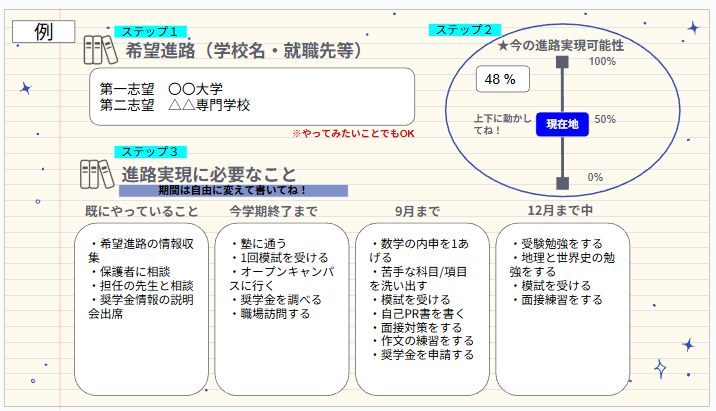 例
ステップ１
希望進路（学校名・就職先等）
第一志望　〇〇大学
第二志望　△△専門学校
※やってみたいことでもOK
ステップ２
★今の進路実現可能性
48 %
100%
上下に動かし
てね！
現在地
50%
0%
ステップ３
進路実現に必要なこと
期間は自由に変えて書いてね！
既にやっていること
・希望進路の情報収
集
・保護者に相談
・担任の先生と相談
・奨学金情報の説明
会出席
今学期終了まで
・塾に通う
・1回模試を受ける
・オープンキャンパ
スに行く
・奨学金を調べる
・職場訪問する
9月まで
・数学の内申を1あ
げる
・苦手な科目/項目
を洗い出す
・模試を受ける
・自己PR書を書く
・面接対策をする
・作文の練習をする
・奨学金を申請する
12月まで中
・受験勉強をする
・地理と世界史の勉
強をする
・模試を受ける
・面接練習をする